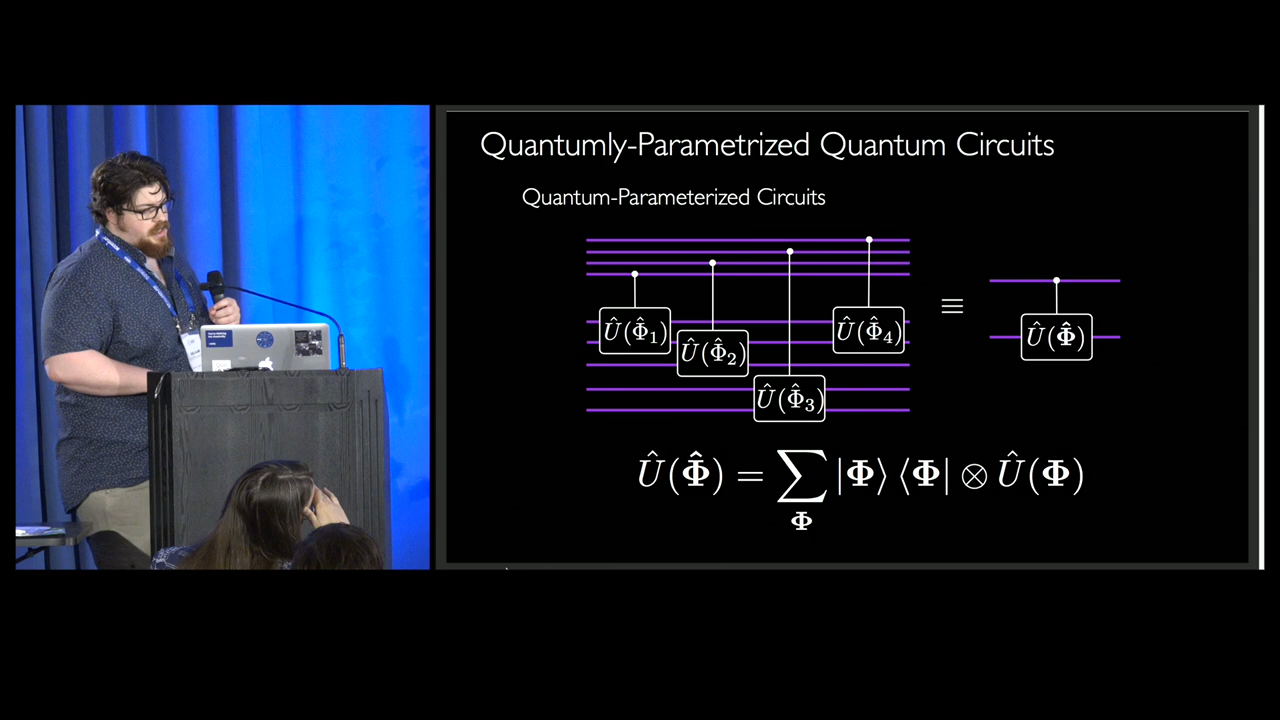 Quantumly-Parametrized Quantum Circuits
Quantum-Parameterized Circuits
Û(Φ̂₁)
Û(Φ̂₂)
Û(Φ̂₃)
Û(Φ̂₄)
≡
Û(𝚽̂)
Û(𝚽̂) = ∑_𝚽 |𝚽⟩ ⟨𝚽| ⊗ Û(𝚽)